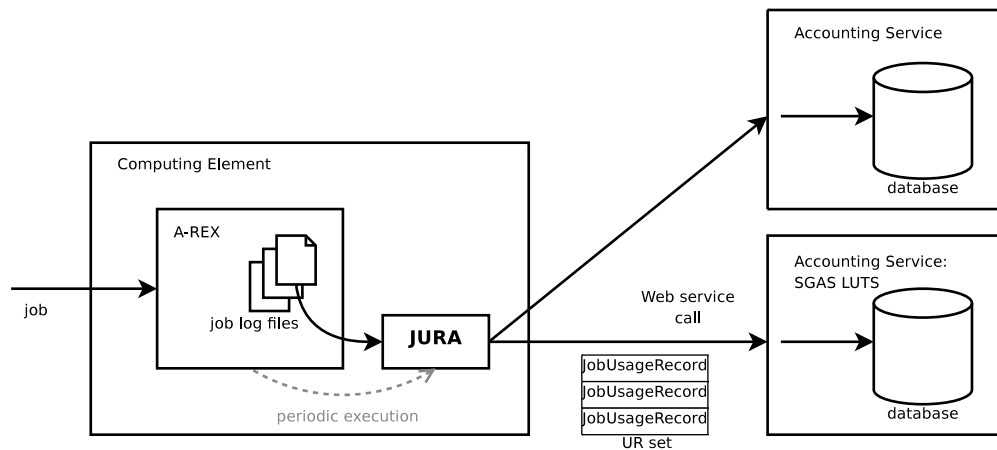 Accounting Service
database
Computing Element
A-REX
job log files
job
JURA
periodic execution
Web service
call
JobUsageRecord
JobUsageRecord
JobUsageRecord
UR set
Accounting Service:
SGAS LUTS
database